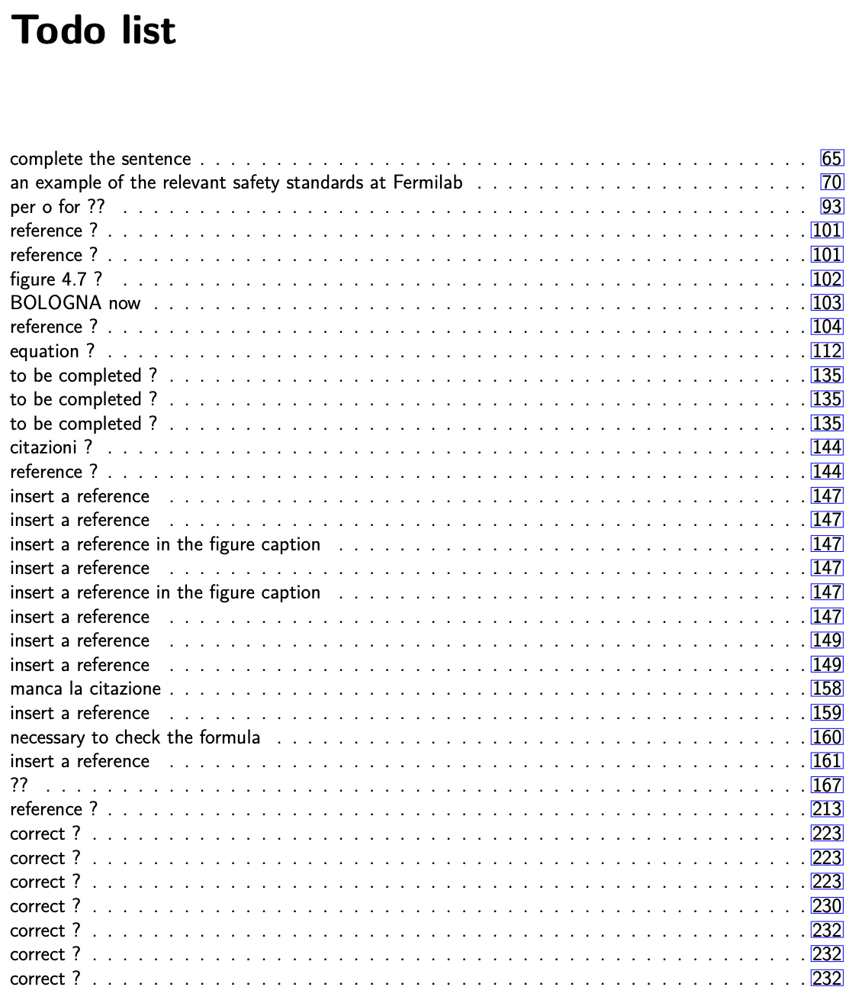 Todo list
complete the sentence . . . . . . . . . . . . . . . . . . . . . . . . . . . . . . . . . . . . . . . . 65
an example of the relevant safety standards at Fermilab . . . . . . . . . . . . . . . . . . . . . . 70
per o for ?? . . . . . . . . . . . . . . . . . . . . . . . . . . . . . . . . . . . . . . . . . . . . . 93
reference ? . . . . . . . . . . . . . . . . . . . . . . . . . . . . . . . . . . . . . . . . . . . . . . 101
reference ? . . . . . . . . . . . . . . . . . . . . . . . . . . . . . . . . . . . . . . . . . . . . . . 101
figure 4.7 ? . . . . . . . . . . . . . . . . . . . . . . . . . . . . . . . . . . . . . . . . . . . . . 102
BOLOGNA now . . . . . . . . . . . . . . . . . . . . . . . . . . . . . . . . . . . . . . . . . . . 103
reference ? . . . . . . . . . . . . . . . . . . . . . . . . . . . . . . . . . . . . . . . . . . . . . . 104
equation ? . . . . . . . . . . . . . . . . . . . . . . . . . . . . . . . . . . . . . . . . . . . . . . 112
to be completed ? . . . . . . . . . . . . . . . . . . . . . . . . . . . . . . . . . . . . . . . . . . 135
to be completed ? . . . . . . . . . . . . . . . . . . . . . . . . . . . . . . . . . . . . . . . . . . 135
to be completed ? . . . . . . . . . . . . . . . . . . . . . . . . . . . . . . . . . . . . . . . . . . 135
citazioni ? . . . . . . . . . . . . . . . . . . . . . . . . . . . . . . . . . . . . . . . . . . . . . . 144
reference ? . . . . . . . . . . . . . . . . . . . . . . . . . . . . . . . . . . . . . . . . . . . . . . 144
insert a reference . . . . . . . . . . . . . . . . . . . . . . . . . . . . . . . . . . . . . . . . . . 147
insert a reference . . . . . . . . . . . . . . . . . . . . . . . . . . . . . . . . . . . . . . . . . . 147
insert a reference in the figure caption . . . . . . . . . . . . . . . . . . . . . . . . . . . . . . . 147
insert a reference . . . . . . . . . . . . . . . . . . . . . . . . . . . . . . . . . . . . . . . . . . 147
insert a reference in the figure caption . . . . . . . . . . . . . . . . . . . . . . . . . . . . . . . 147
insert a reference . . . . . . . . . . . . . . . . . . . . . . . . . . . . . . . . . . . . . . . . . . 147
insert a reference . . . . . . . . . . . . . . . . . . . . . . . . . . . . . . . . . . . . . . . . . . 149
insert a reference . . . . . . . . . . . . . . . . . . . . . . . . . . . . . . . . . . . . . . . . . . 149
manca la citazione . . . . . . . . . . . . . . . . . . . . . . . . . . . . . . . . . . . . . . . . . . 158
insert a reference . . . . . . . . . . . . . . . . . . . . . . . . . . . . . . . . . . . . . . . . . . 159
necessary to check the formula . . . . . . . . . . . . . . . . . . . . . . . . . . . . . . . . . . . 160
insert a reference . . . . . . . . . . . . . . . . . . . . . . . . . . . . . . . . . . . . . . . . . . 161
?? . . . . . . . . . . . . . . . . . . . . . . . . . . . . . . . . . . . . . . . . . . . . . . . . . . 167
reference ? . . . . . . . . . . . . . . . . . . . . . . . . . . . . . . . . . . . . . . . . . . . . . . 213
correct ? . . . . . . . . . . . . . . . . . . . . . . . . . . . . . . . . . . . . . . . . . . . . . . . 223
correct ? . . . . . . . . . . . . . . . . . . . . . . . . . . . . . . . . . . . . . . . . . . . . . . . 223
correct ? . . . . . . . . . . . . . . . . . . . . . . . . . . . . . . . . . . . . . . . . . . . . . . . 223
correct ? . . . . . . . . . . . . . . . . . . . . . . . . . . . . . . . . . . . . . . . . . . . . . . . 230
correct ? . . . . . . . . . . . . . . . . . . . . . . . . . . . . . . . . . . . . . . . . . . . . . . . 232
correct ? . . . . . . . . . . . . . . . . . . . . . . . . . . . . . . . . . . . . . . . . . . . . . . . 232
correct ? . . . . . . . . . . . . . . . . . . . . . . . . . . . . . . . . . . . . . . . . . . . . . . . 232